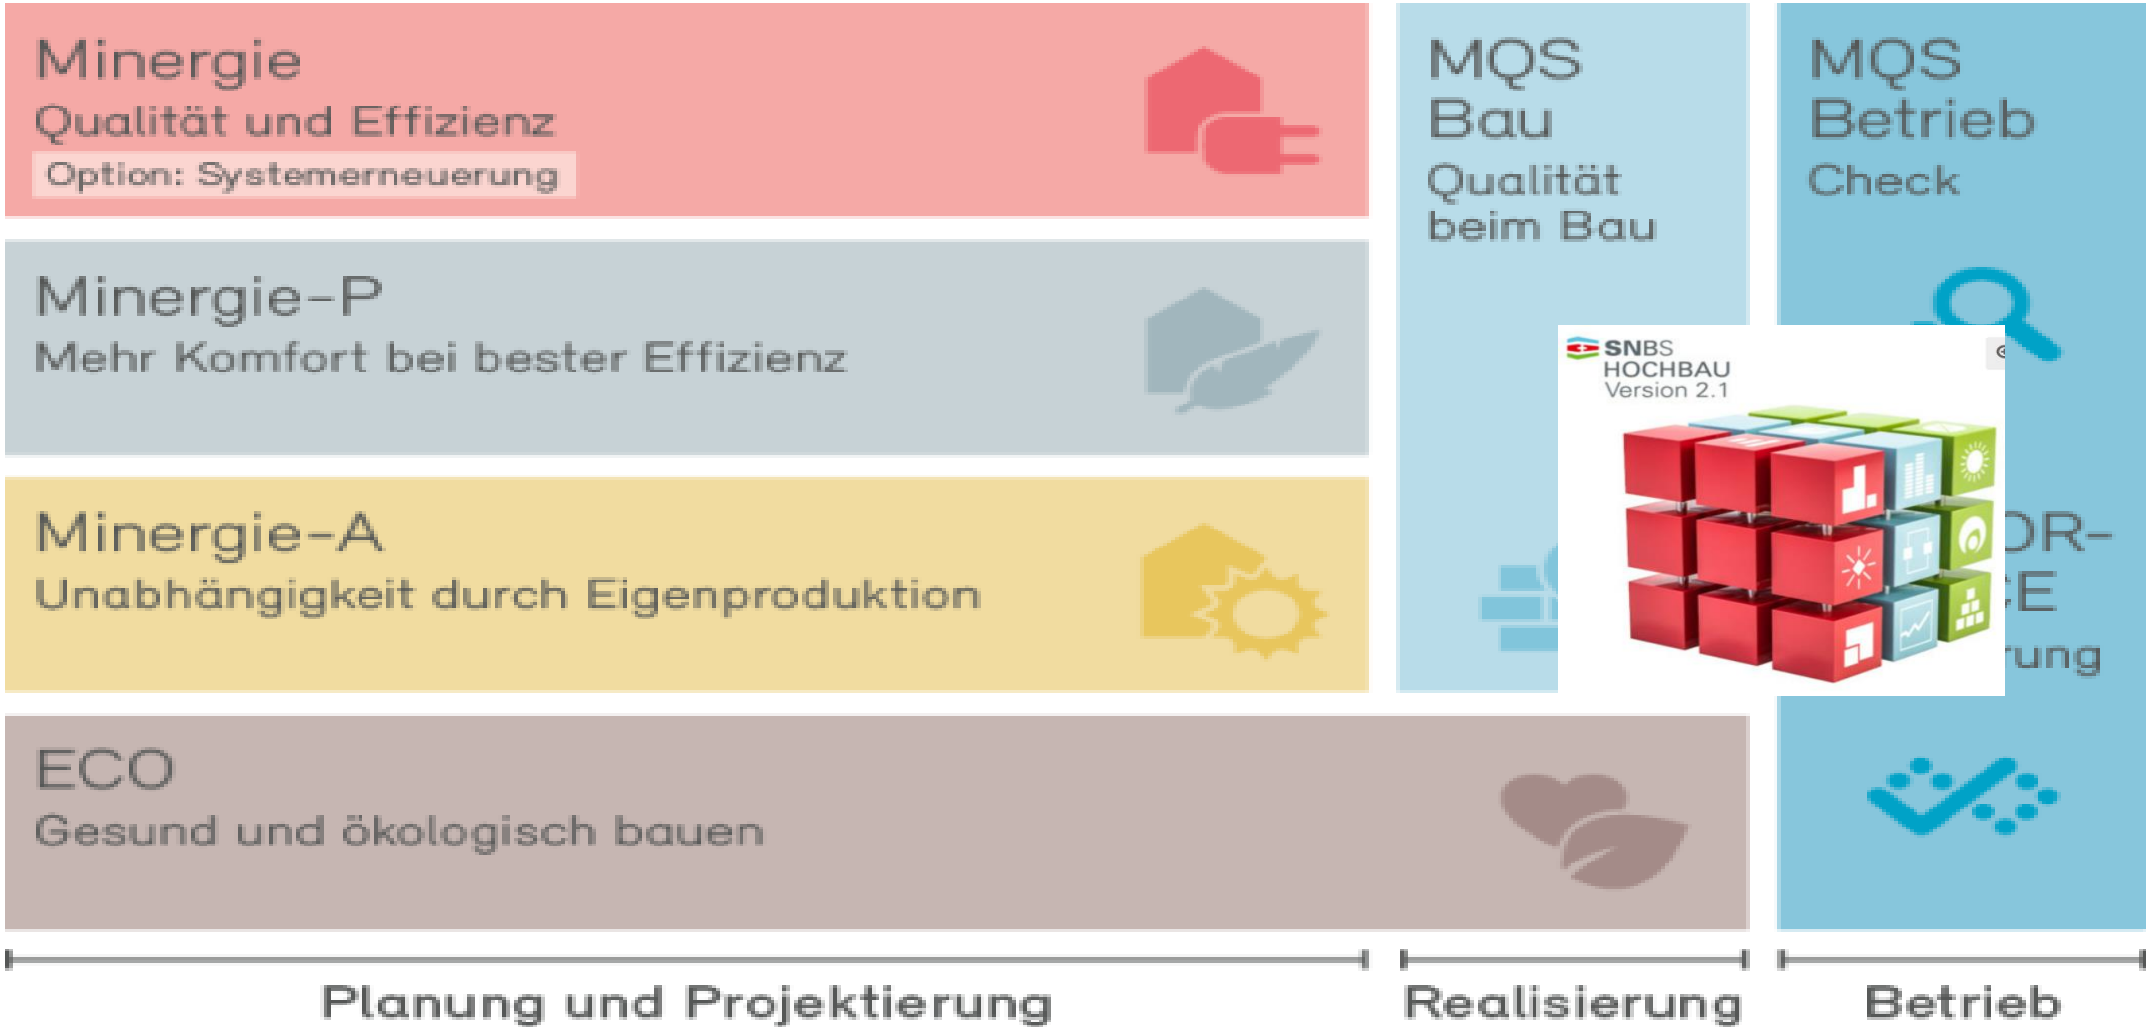 Minergie
Qualität und Effizienz
Option: Systemerneuerung
Minergie-P
Mehr Komfort bei bester Effizienz
Minergie-A
Unabhängigkeit durch Eigenproduktion
ECO
Gesund und ökologisch bauen
MQS
Bau
Qualität
beim Bau
MQS
Betrieb
Check
SNBS
HOCHBAU
Version 2.1
Planung und Projektierung
Realisierung
Betrieb